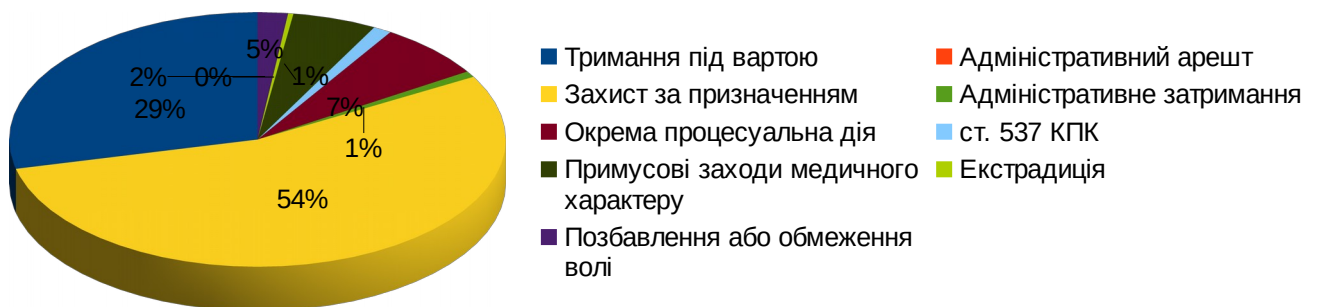 5%
2%
0%
1%
29%
7%
1%
54%
Тримання під вартою
Адміністративний арешт
Захист за призначенням
Адміністративне затримання
Окрема процесуальна дія
ст. 537 КПК
Примусові заходи медичного
характеру
Екстрадиція
Позбавлення або обмеження
волі